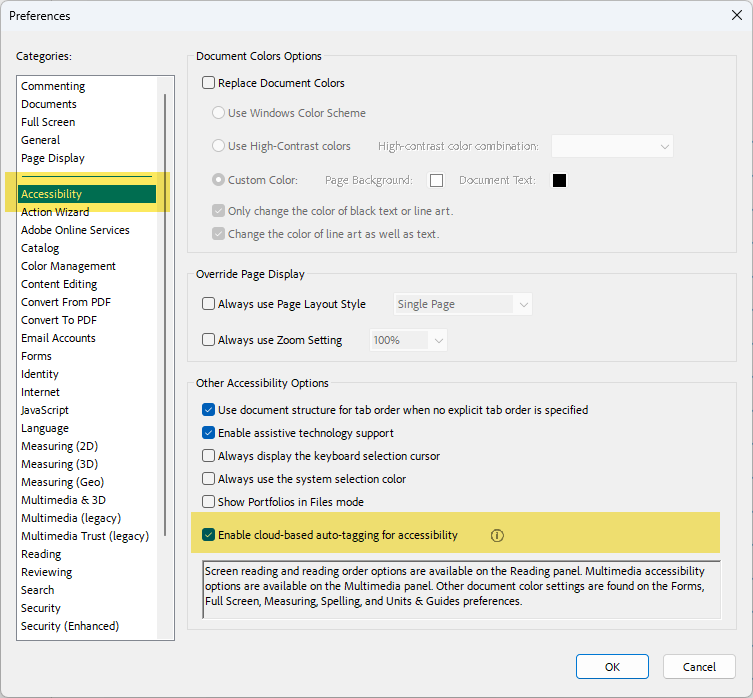 Preferences
Categories:
Commenting
Documents
Full Screen
General
Page Display
Accessibility
Action Wizard
Adobe Online Services
Catalog
Color Management
Content Editing
Convert From PDF
Convert To PDF
Email Accounts
Forms
Identity
Internet
JavaScript
Language
Measuring (2D)
Measuring (3D)
Measuring (Geo)
Multimedia & 3D
Multimedia (legacy)
Multimedia Trust (legacy)
Reading
Reviewing
Search
Security
Security (Enhanced)
Document Colors Options
Replace Document Colors
Use Windows Color Scheme
Use High-Contrast colors High-contrast color combination:
Custom Color: Page Background: Document Text:
Only change the color of black text or line art.
Change the color of line art as well as text.
Override Page Display
Always use Page Layout Style Single Page
Always use Zoom Setting 100%
Other Accessibility Options
Use document structure for tab order when no explicit tab order is specified
Enable assistive technology support
Always display the keyboard selection cursor
Always use the system selection color
Show Portfolios in Files mode
Enable cloud-based auto-tagging for accessibility
Screen reading and reading order options are available on the Reading panel. Multimedia accessibility
options are available on the Multimedia panel. Other document color settings are found on the Forms,
Full Screen, Measuring, Spelling, and Units & Guides preferences.
OK Cancel